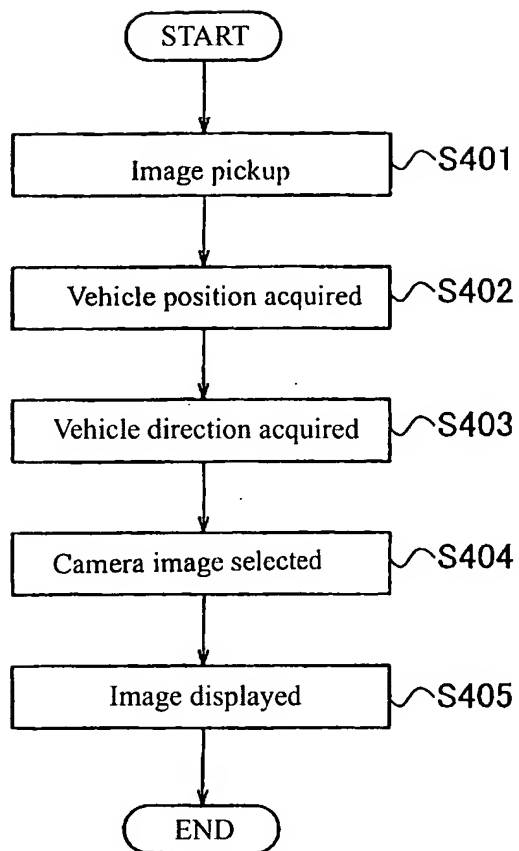 START
Image pickup S401
Vehicle position acquired S402
Vehicle direction acquired S403
Camera image selected S404
Image displayed S405
END